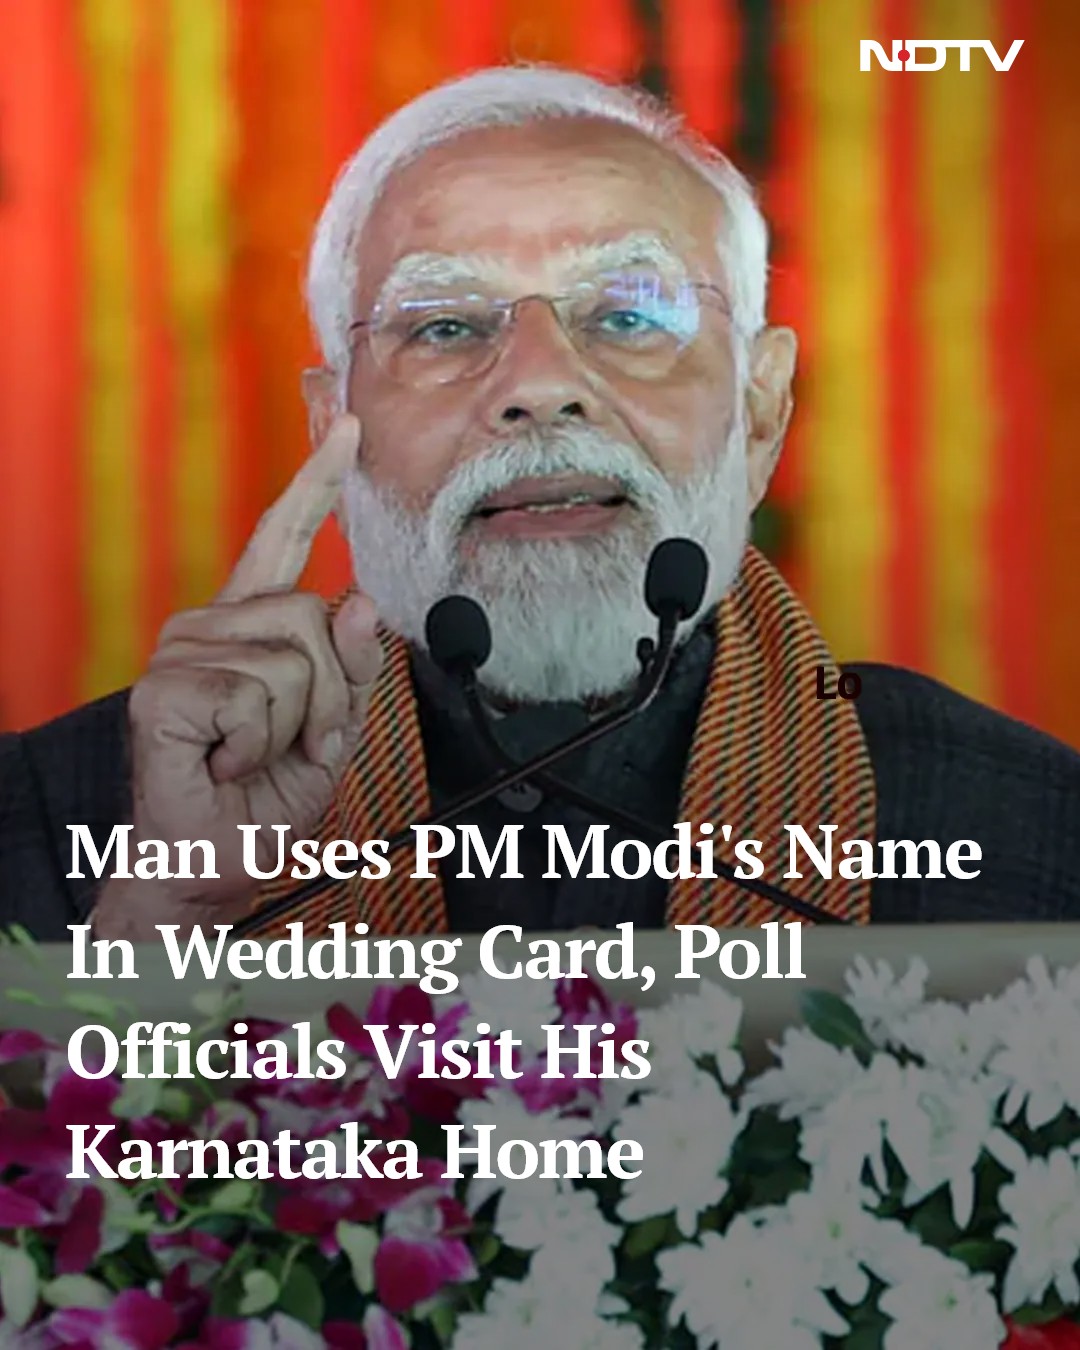 NDTV
Lo
Man Uses PM Modi's Name
In Wedding Card, Poll
Officials Visit His
Karnataka Home